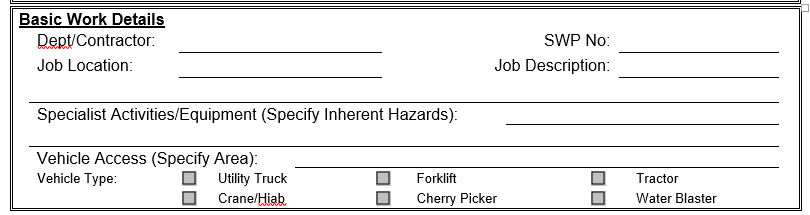 Basic Work Details
Dept/Contractor: SWP No:
Job Location: Job Description:
Specialist Activities/Equipment (Specify Inherent Hazards):
Vehicle Access (Specify Area):
Vehicle Type: Utility Truck Forklift Tractor
Crane/Hiab Cherry Picker Water Blaster